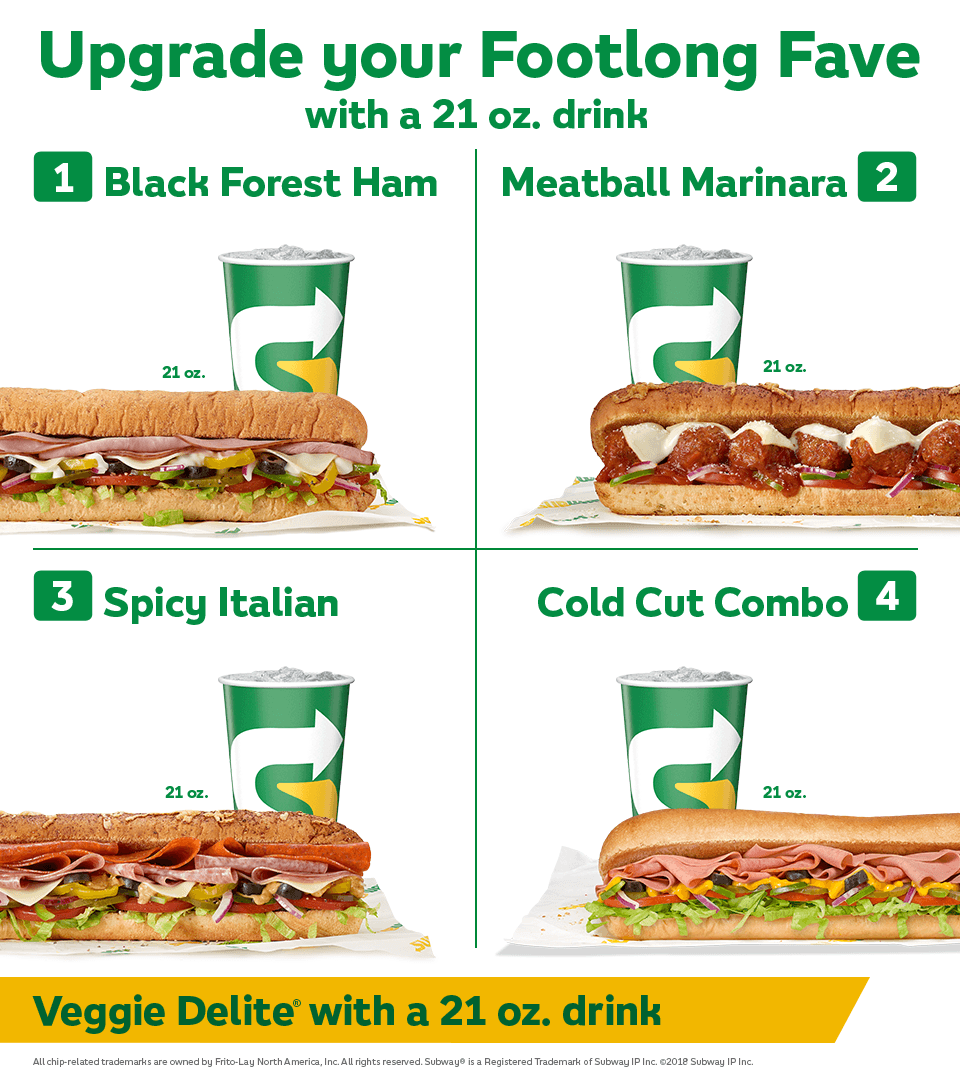 Upgrade your Footlong Fave
with a 21 oz. drink
1 Black Forest Ham
Meatball Marinara 2
21 oz.
21 oz.
3 Spicy Italian
Cold Cut Combo 4
21 oz.
21 oz.
Veggie Delite® with a 21 oz. drink
All chip-related trademarks are owned by Frito-Lay North America, Inc. All rights reserved. Subway® is a Registered Trademark of Subway IP Inc. ©2018 Subway IP Inc.